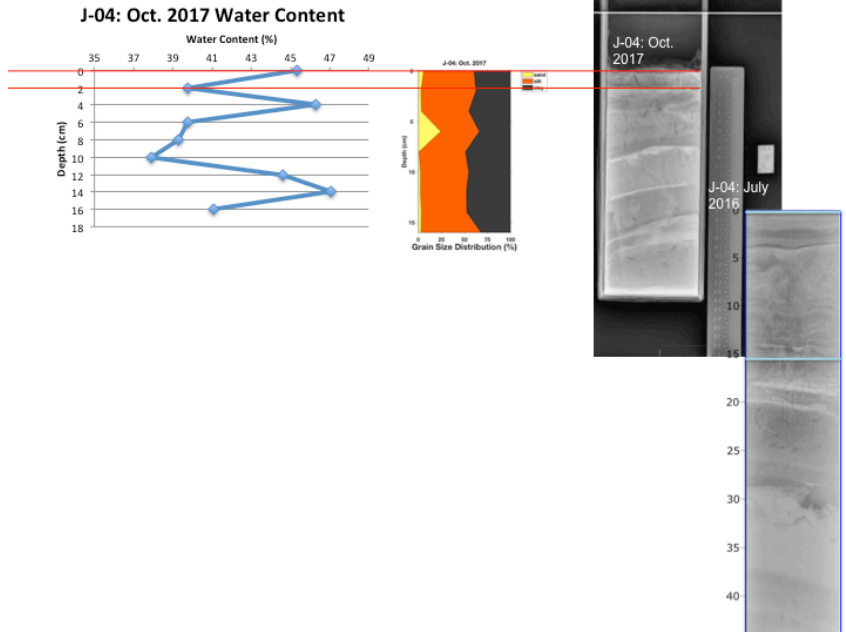 J-04: Oct. 2017 Water Content
Water Content (%)
35 37 39 41 43 45 47 49
0
2
4
6
8
10
12
14
16
18
Depth (cm)
J-04: Oct. 2017
0
5
10
15
Depth (cm)
0 25 50 75 100
Grain Size Distribution (%)
sand
silt
clay
J-04: Oct.
2017
J-04: July
2016
0
5
10
15
20
25
30
35
40